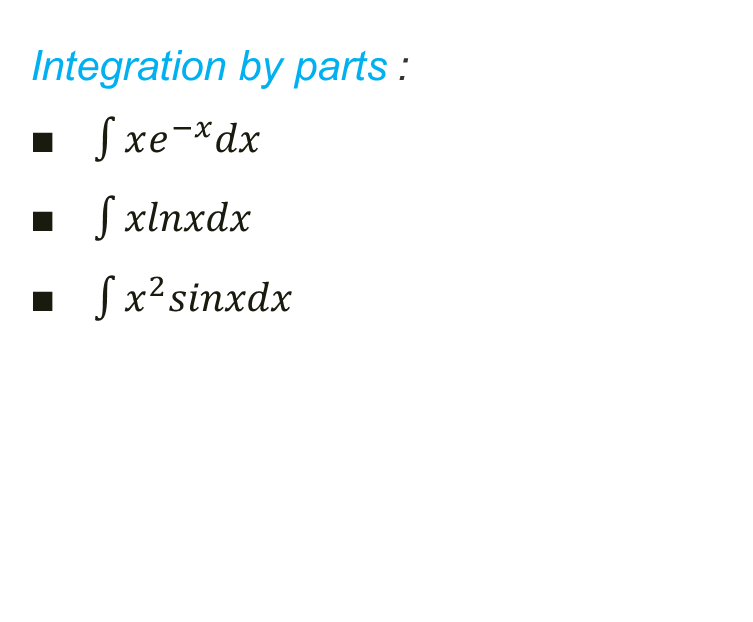 Integration by parts :
■ ∫ xe⁻ˣdx
■ ∫ xlnxdx
■ ∫ x²sinxdx